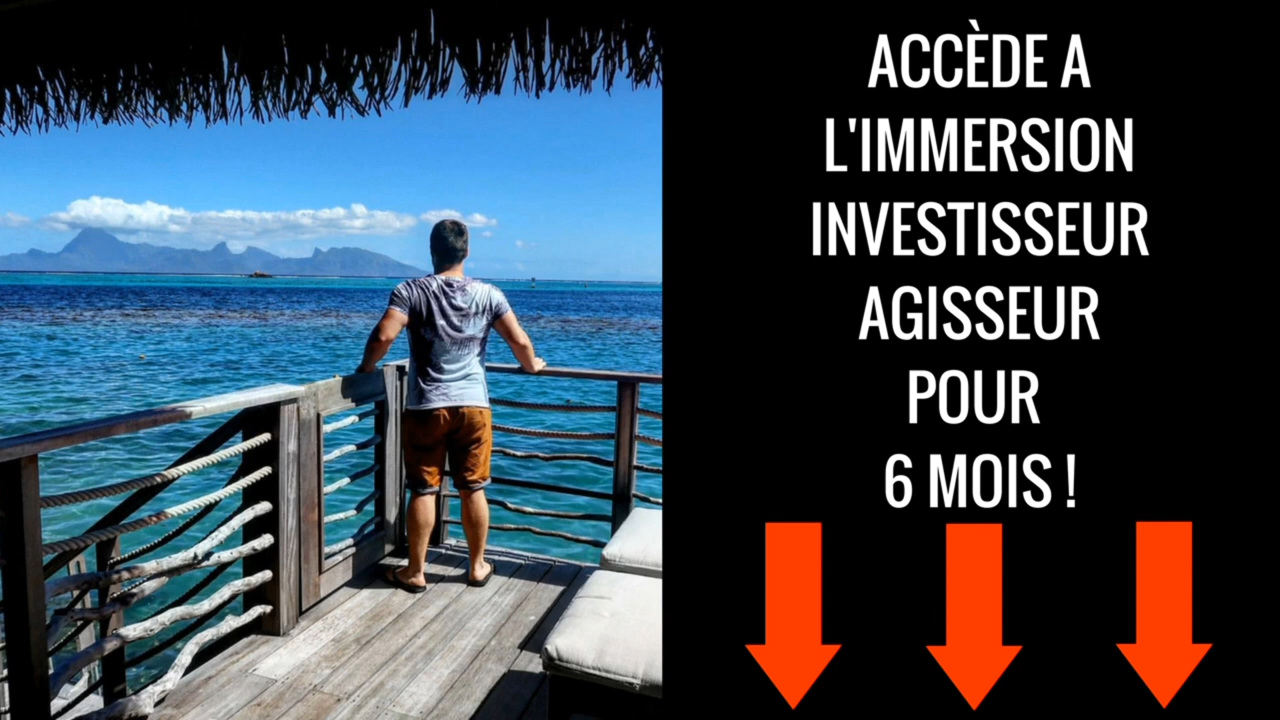 ACCÈDE A
L'IMMERSION
INVESTISSEUR
AGISSEUR
POUR
6 MOIS !